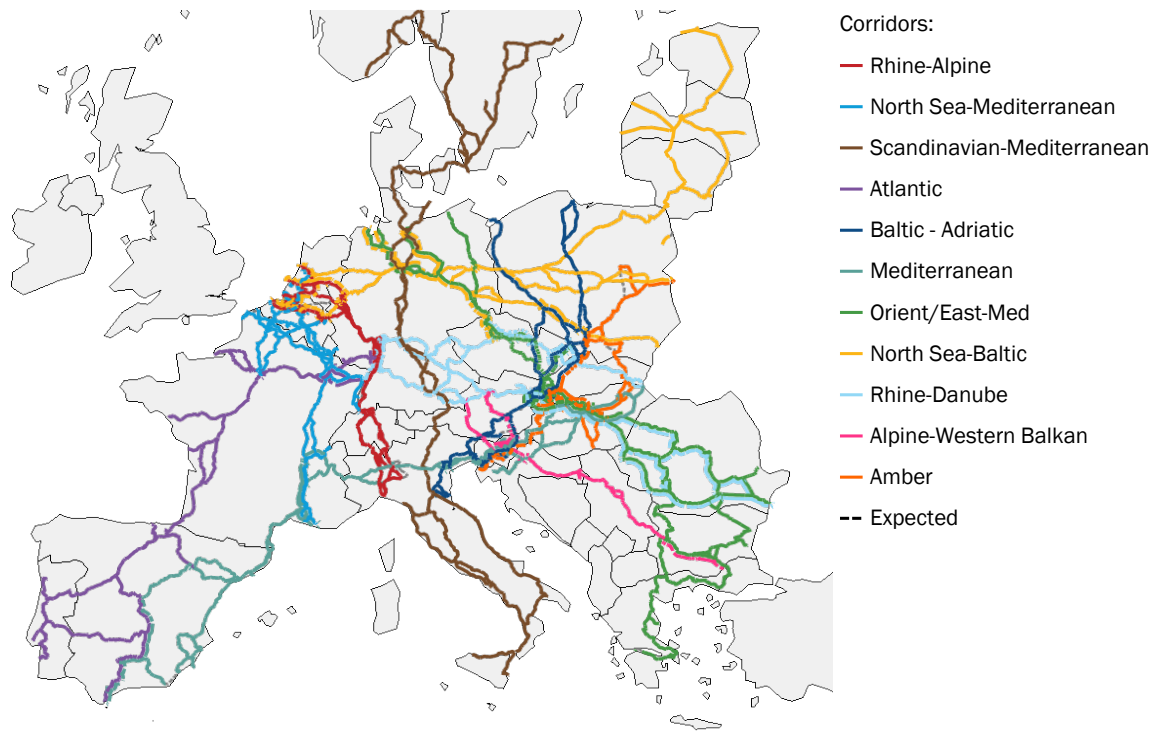 Corridors:
Rhine-Alpine
North Sea-Mediterranean
Scandinavian-Mediterranean
Atlantic
Baltic - Adriatic
Mediterranean
Orient/East-Med
North Sea-Baltic
Rhine-Danube
Alpine-Western Balkan
Amber
Expected